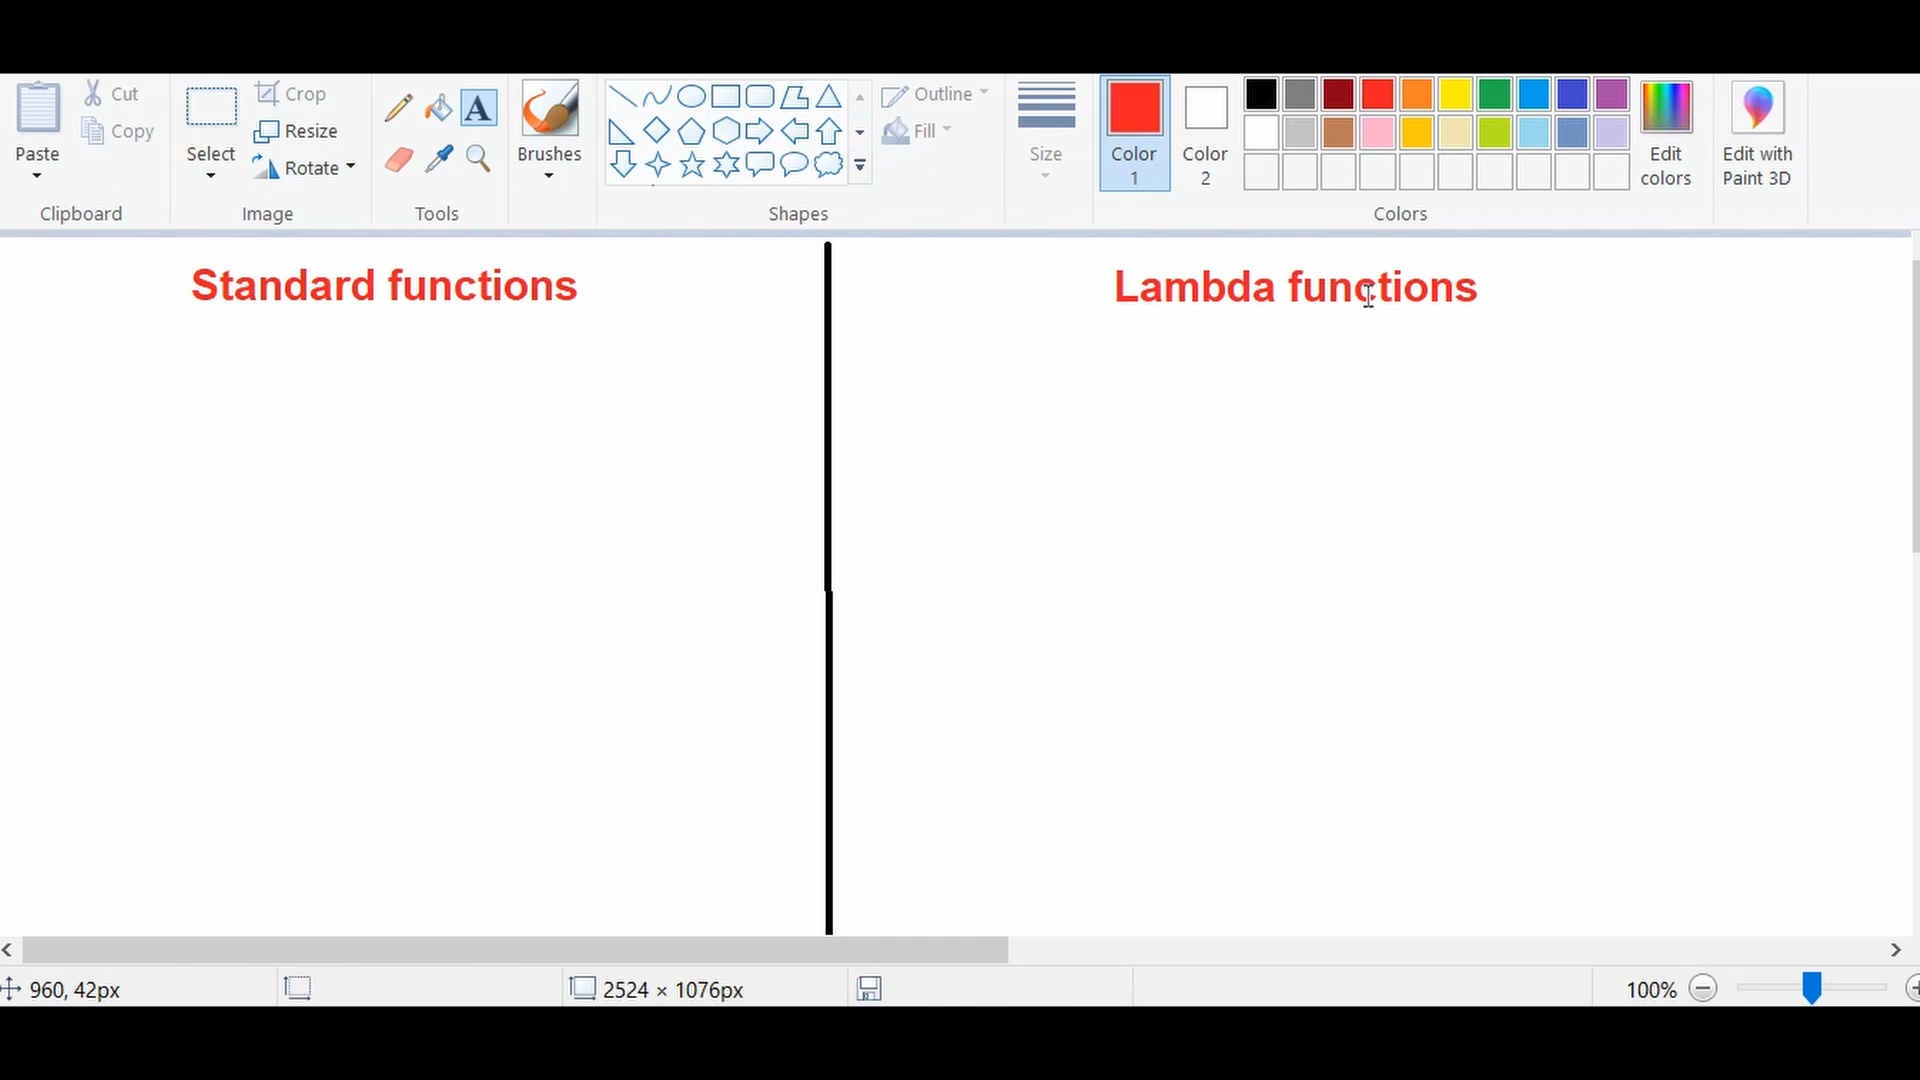 Paste
Cut
Copy
Clipboard
Select
Crop
Resize
Rotate
Image
A
Tools
Brushes
Shapes
Outline
Fill
Size
Color
1
Color
2
Edit
colors
Colors
Edit with
Paint 3D
Standard functions
Lambda functions
960, 42px
2524 × 1076px
100%